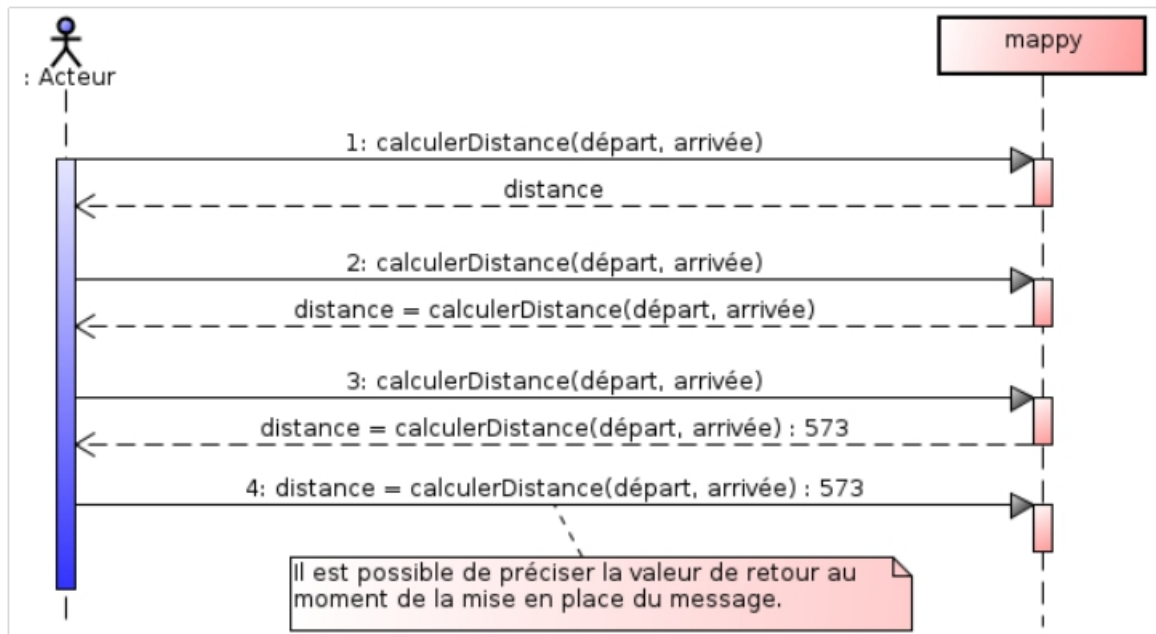 : Acteur
mappy
1: calculerDistance(départ, arrivée)
distance
2: calculerDistance(départ, arrivée)
distance = calculerDistance(départ, arrivée)
3: calculerDistance(départ, arrivée)
distance = calculerDistance(départ, arrivée) : 573
4: distance = calculerDistance(départ, arrivée) : 573
Il est possible de préciser la valeur de retour au
moment de la mise en place du message.